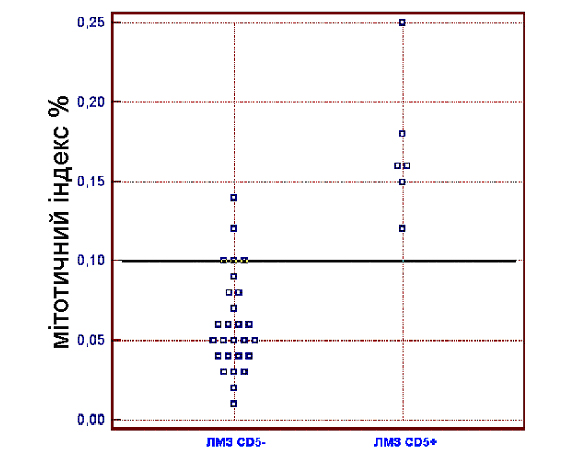 мітотичний індекс %
0,25
0,20
0,15
0,10
0,05
0,00
ЛМЗ CD5-
ЛМЗ CD5+